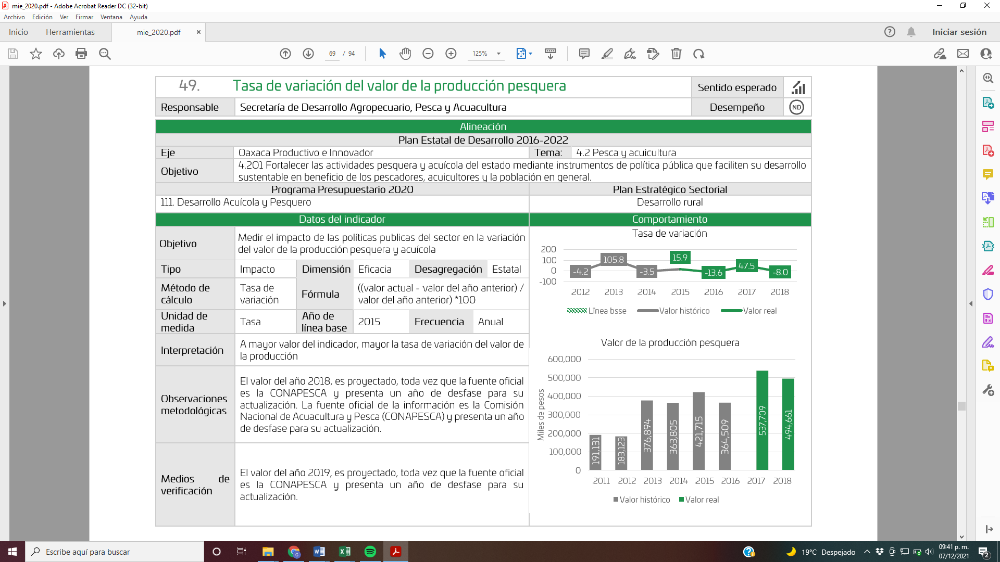 mie_2020.pdf - Adobe Acrobat Reader DC (32-bit)
Archivo Edición Ver Firmar Ventana Ayuda
Inicio Herramientas mie_2020.pdf × Iniciar sesión
69 / 94 125%
49. Tasa de variación del valor de la producción pesquera Sentido esperado
Responsable Secretaría de Desarrollo Agropecuario, Pesca y Acuacultura Desempeño ND
Alineación
Plan Estatal de Desarrollo 2016-2022
Eje Oaxaca Productivo e Innovador Tema: 4.2 Pesca y acuicultura
Objetivo
4.2O1 Fortalecer las actividades pesquera y acuícola del estado mediante instrumentos de política pública que faciliten su desarrollo
sustentable en beneficio de los pescadores, acuicultores y la población en general.
Programa Presupuestario 2020 Plan Estratégico Sectorial
111. Desarrollo Acuícola y Pesquero Desarrollo rural
Datos del indicador Comportamiento
Objetivo
Medir el impacto de las políticas publicas del sector en la variación
del valor de la producción pesquera y acuícola
Tipo Impacto Dimensión Eficacia Desagregación Estatal
Método de
cálculo
Tasa de
variación
Fórmula
((valor actual - valor del año anterior) /
valor del año anterior) *100
Unidad de
medida
Tasa
Año de
línea base
2015 Frecuencia Anual
Interpretación
A mayor valor del indicador, mayor la tasa de variación del valor de
la producción
Observaciones
metodológicas
El valor del año 2018, es proyectado, toda vez que la fuente oficial
es la CONAPESCA y presenta un año de desfase para su
actualización. La fuente oficial de la información es la Comisión
Nacional de Acuacultura y Pesca (CONAPESCA) y presenta un año
de desfase para su actualización.
Medios de
verificación
El valor del año 2019, es proyectado, toda vez que la fuente oficial
es la CONAPESCA y presenta un año de desfase para su
actualización.
Tasa de variación
200
100
0
-100
-4.2 105.8 -3.5 15.9 -13.6 47.5 -8.0
2012 2013 2014 2015 2016 2017 2018
Línea bsse Valor histórico Valor real
Valor de la producción pesquera
Miles de pesos
600,000
500,000
400,000
300,000
200,000
100,000
0
191,131 183,123 376,894 363,805 421,715 364,509 537,709 494,661
2011 2012 2013 2014 2015 2016 2017 2018
Valor histórico Valor real
Escribe aquí para buscar
19°C Despejado
09:41 p. m.
07/12/2021
2